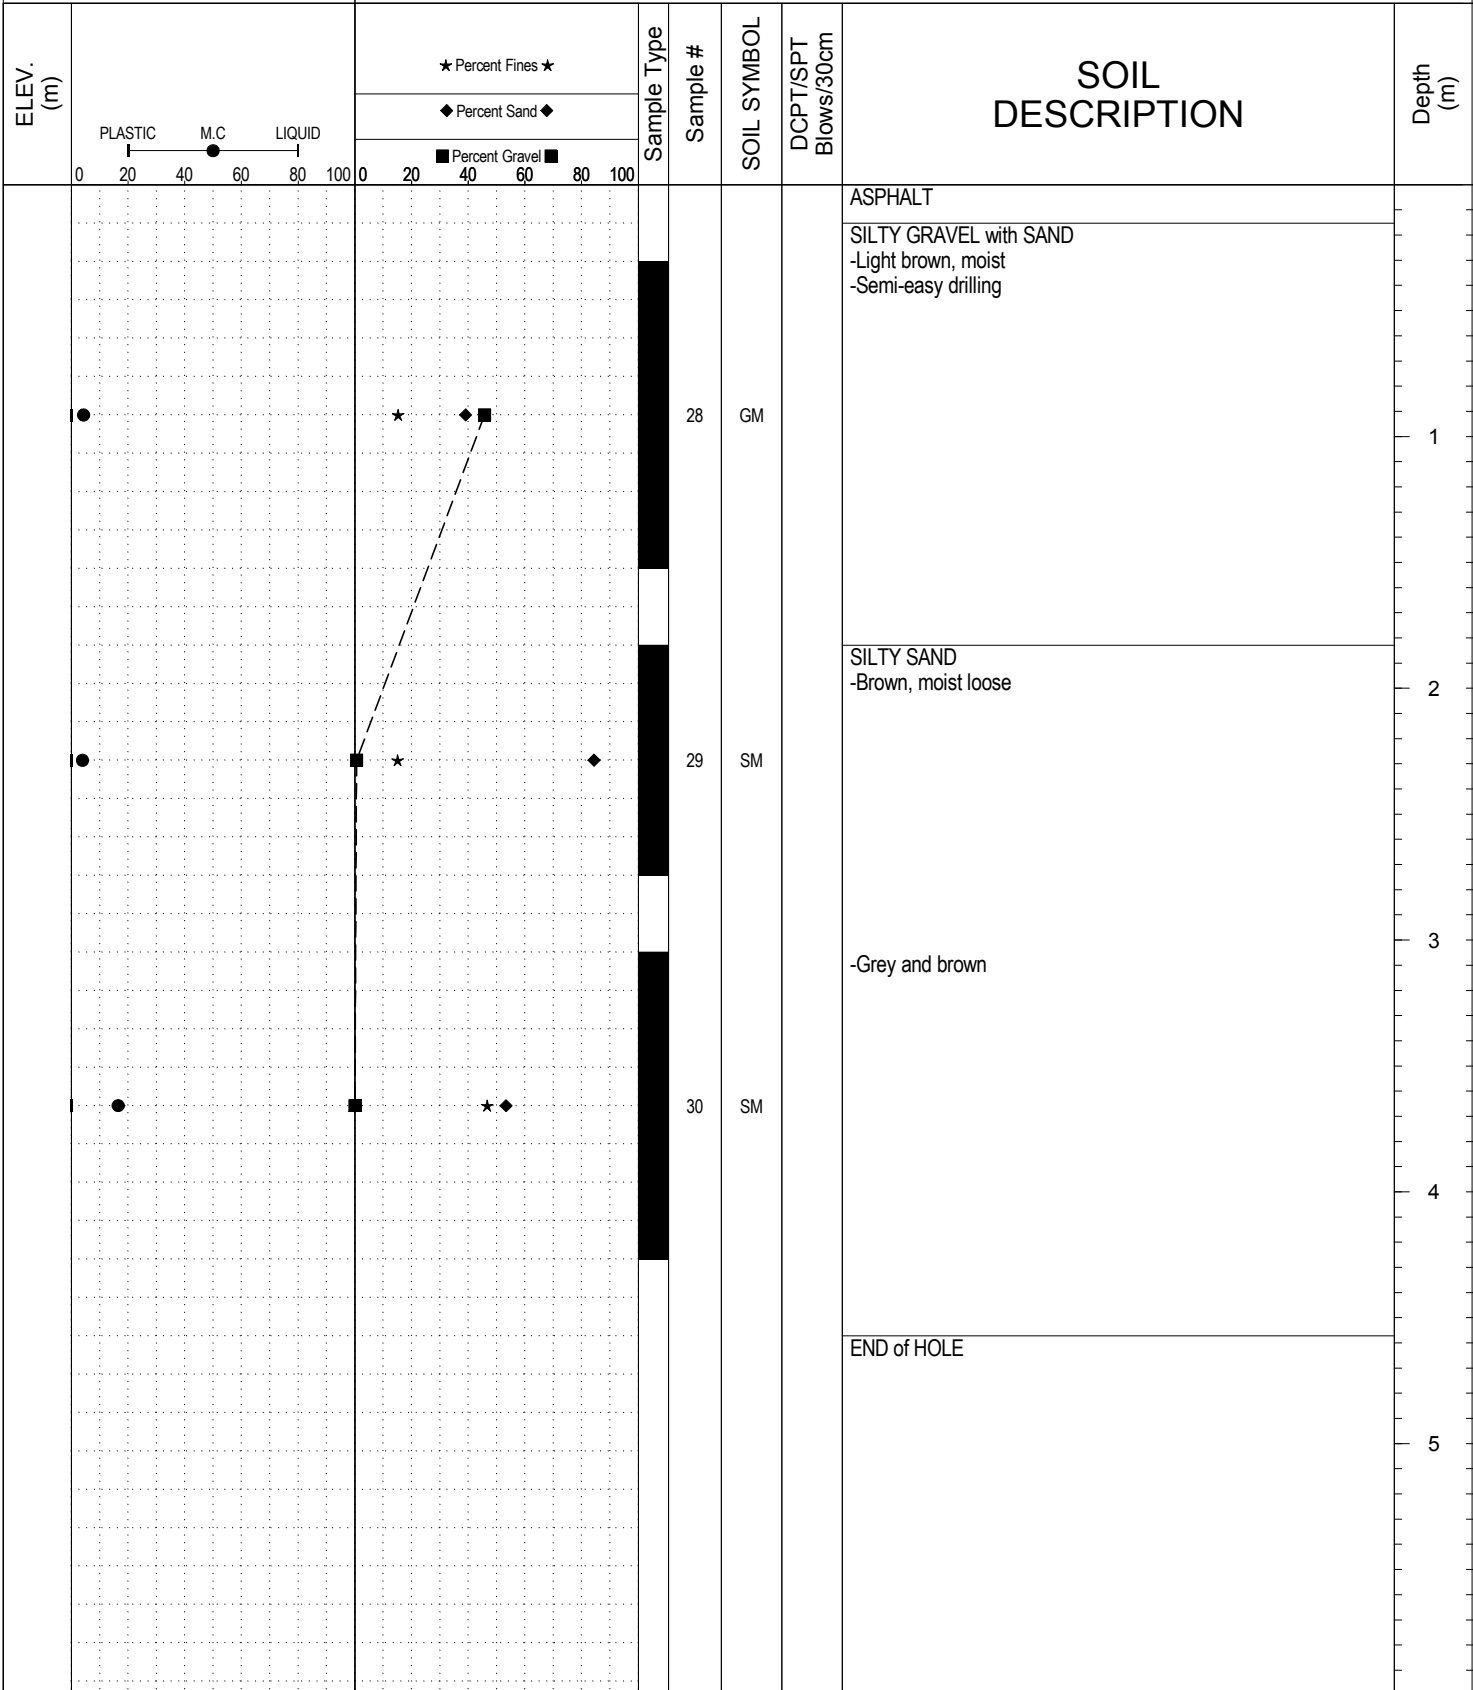 ELEV.
(m)
PLASTIC M.C LIQUID
0 20 40 60 80 100
★ Percent Fines ★
◆ Percent Sand ◆
■ Percent Gravel ■
0 20 40 60 80 100
Sample Type
Sample #
SOIL SYMBOL
DCPT/SPT
Blows/30cm
SOIL
DESCRIPTION
Depth
(m)
ASPHALT
SILTY GRAVEL with SAND
-Light brown, moist
-Semi-easy drilling
28 GM
1
SILTY SAND
-Brown, moist loose
2
29 SM
3
-Grey and brown
30 SM
4
END of HOLE
5